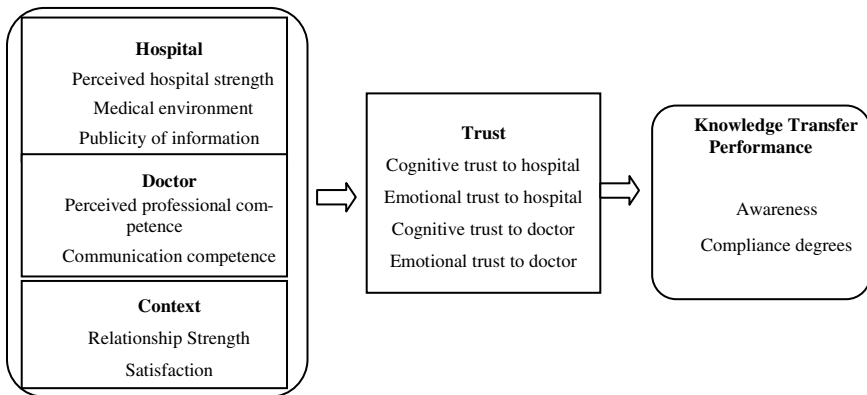 Hospital
Perceived hospital strength
Medical environment
Publicity of information
Doctor
Perceived professional com-
petence
Communication competence
Context
Relationship Strength
Satisfaction
Trust
Cognitive trust to hospital
Emotional trust to hospital
Cognitive trust to doctor
Emotional trust to doctor
Knowledge Transfer
Performance
Awareness
Compliance degrees